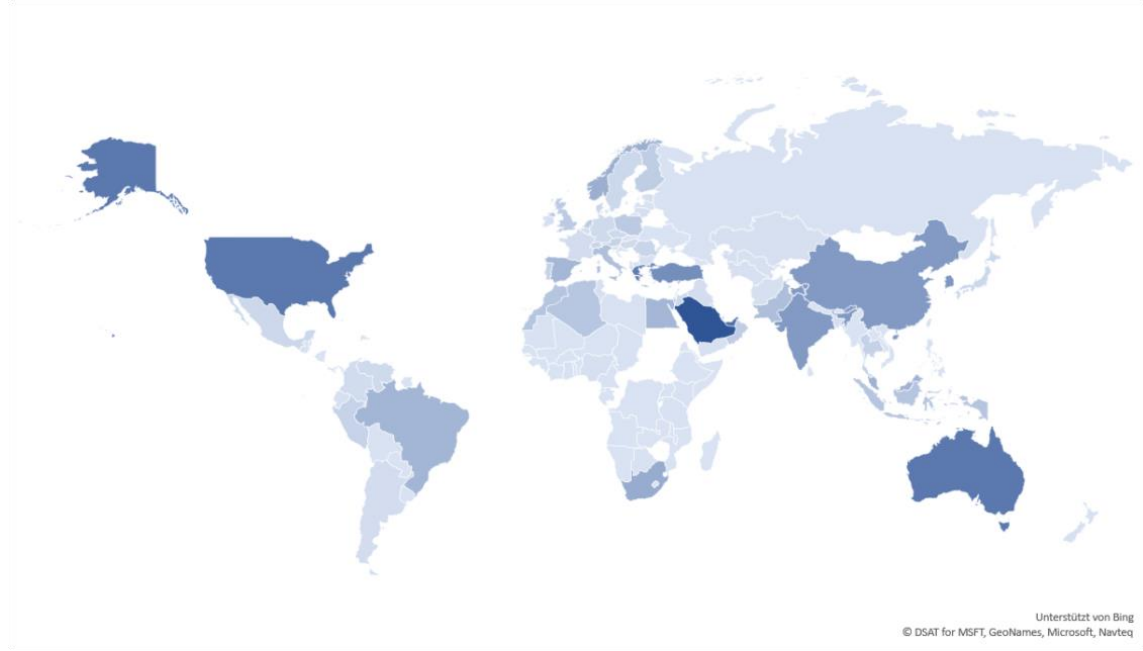 Unterstützt von Bing
© DSAT for MSFT, GeoNames, Microsoft, Navteq